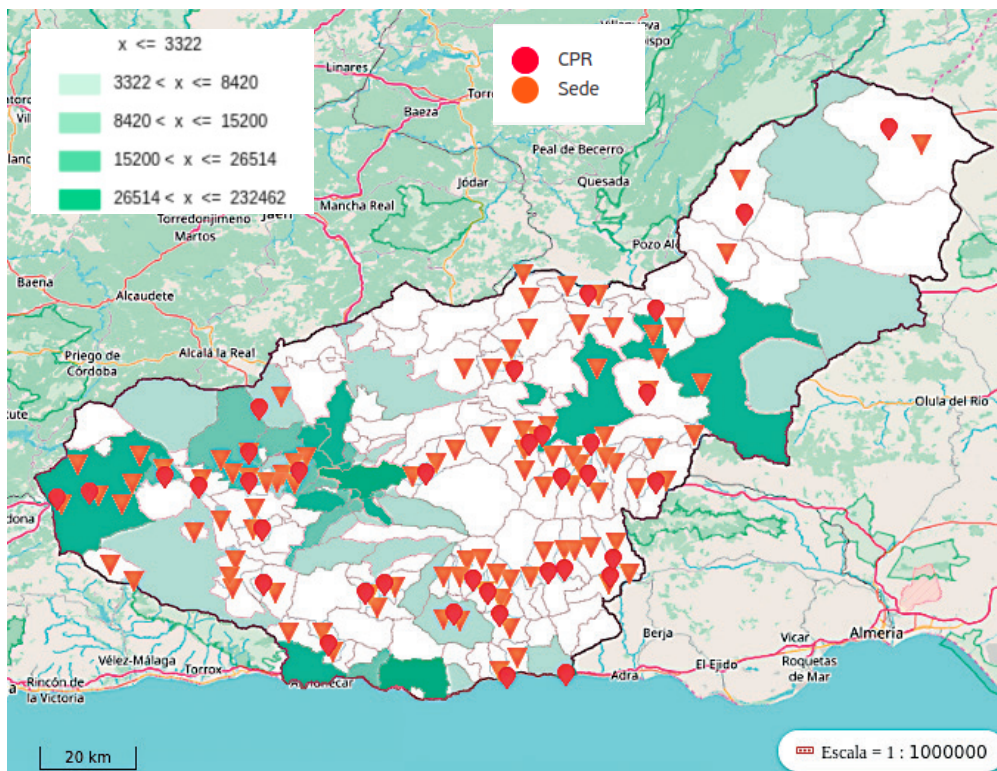 x <= 3322
3322 < x <= 8420
8420 < x <= 15200
15200 < x <= 26514
26514 < x <= 232462
CPR
Sede
Linares
Baeza
Torre
Villanueva
Peal de Becerro
Jódar
Quesada
Mancha Real
Torredonjimeno
Jaén
Martos
Pozo Al
Baena
Alcaudete
Priego de
Córdoba
Alcalá la Real
Olula del Río
Berja
Vicar
Almería
Vélez-Málaga
Torrox
Almuñécar
Adra
El-Ejido
Roquetas
de Mar
Rincón de
la Victoria
20 km
Escala = 1 : 1000000